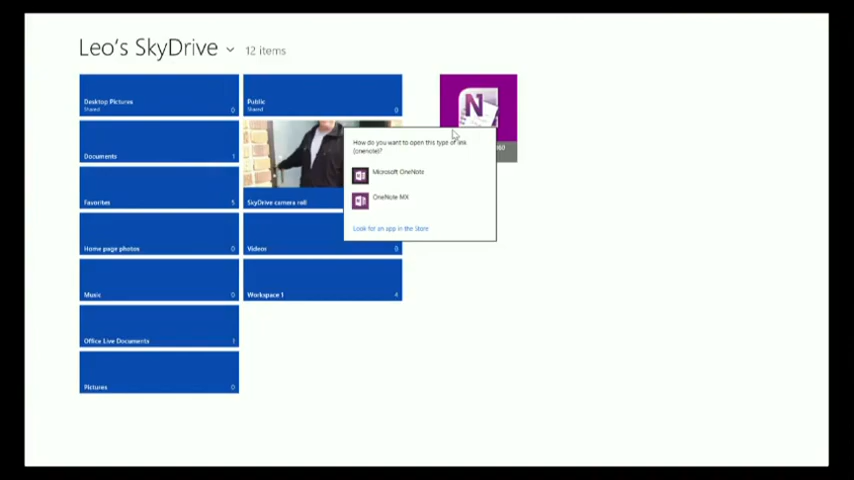 Leo's SkyDrive 12 items
Desktop Pictures
Shared
0
Public
Shared
0
Documents
1
Favorites
5
SkyDrive camera roll
Home page photos
0
Videos
0
Music
0
Workspace 1
4
Office Live Documents
1
Pictures
0
N
How do you want to open this type of link
(onenote)?
Microsoft OneNote
OneNote MX
Look for an app in the Store